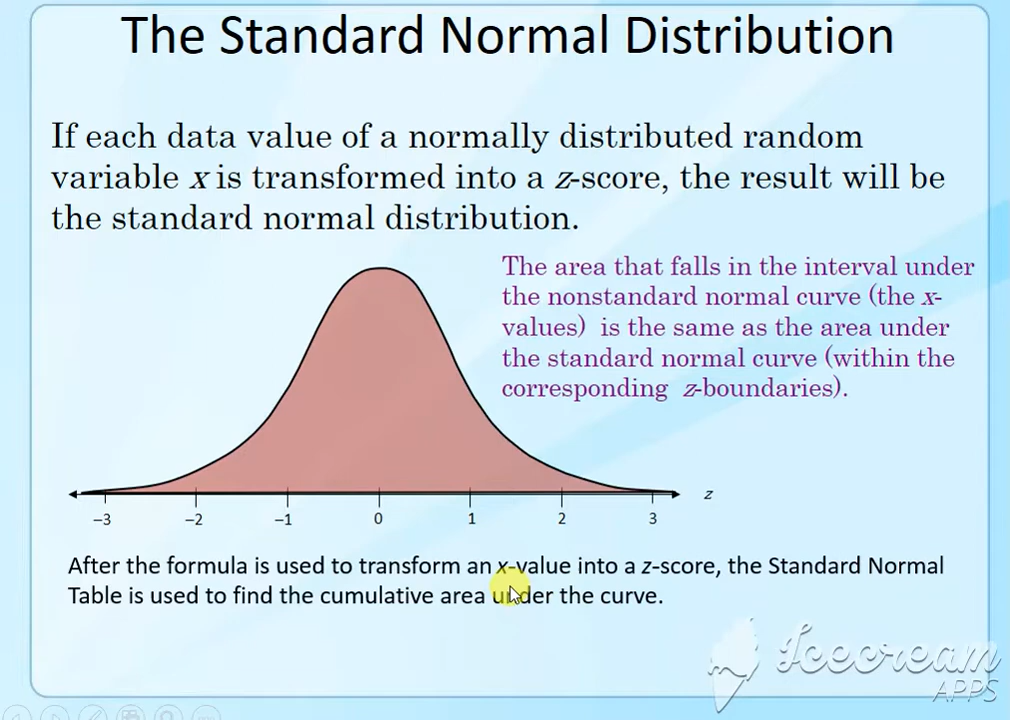 The Standard Normal Distribution
If each data value of a normally distributed random
variable x is transformed into a z-score, the result will be
the standard normal distribution.
The area that falls in the interval under
the nonstandard normal curve (the x-
values) is the same as the area under
the standard normal curve (within the
corresponding z-boundaries).
z
–3 –2 –1 0 1 2 3
After the formula is used to transform an x-value into a z-score, the Standard Normal
Table is used to find the cumulative area under the curve.
Icecream
APPS